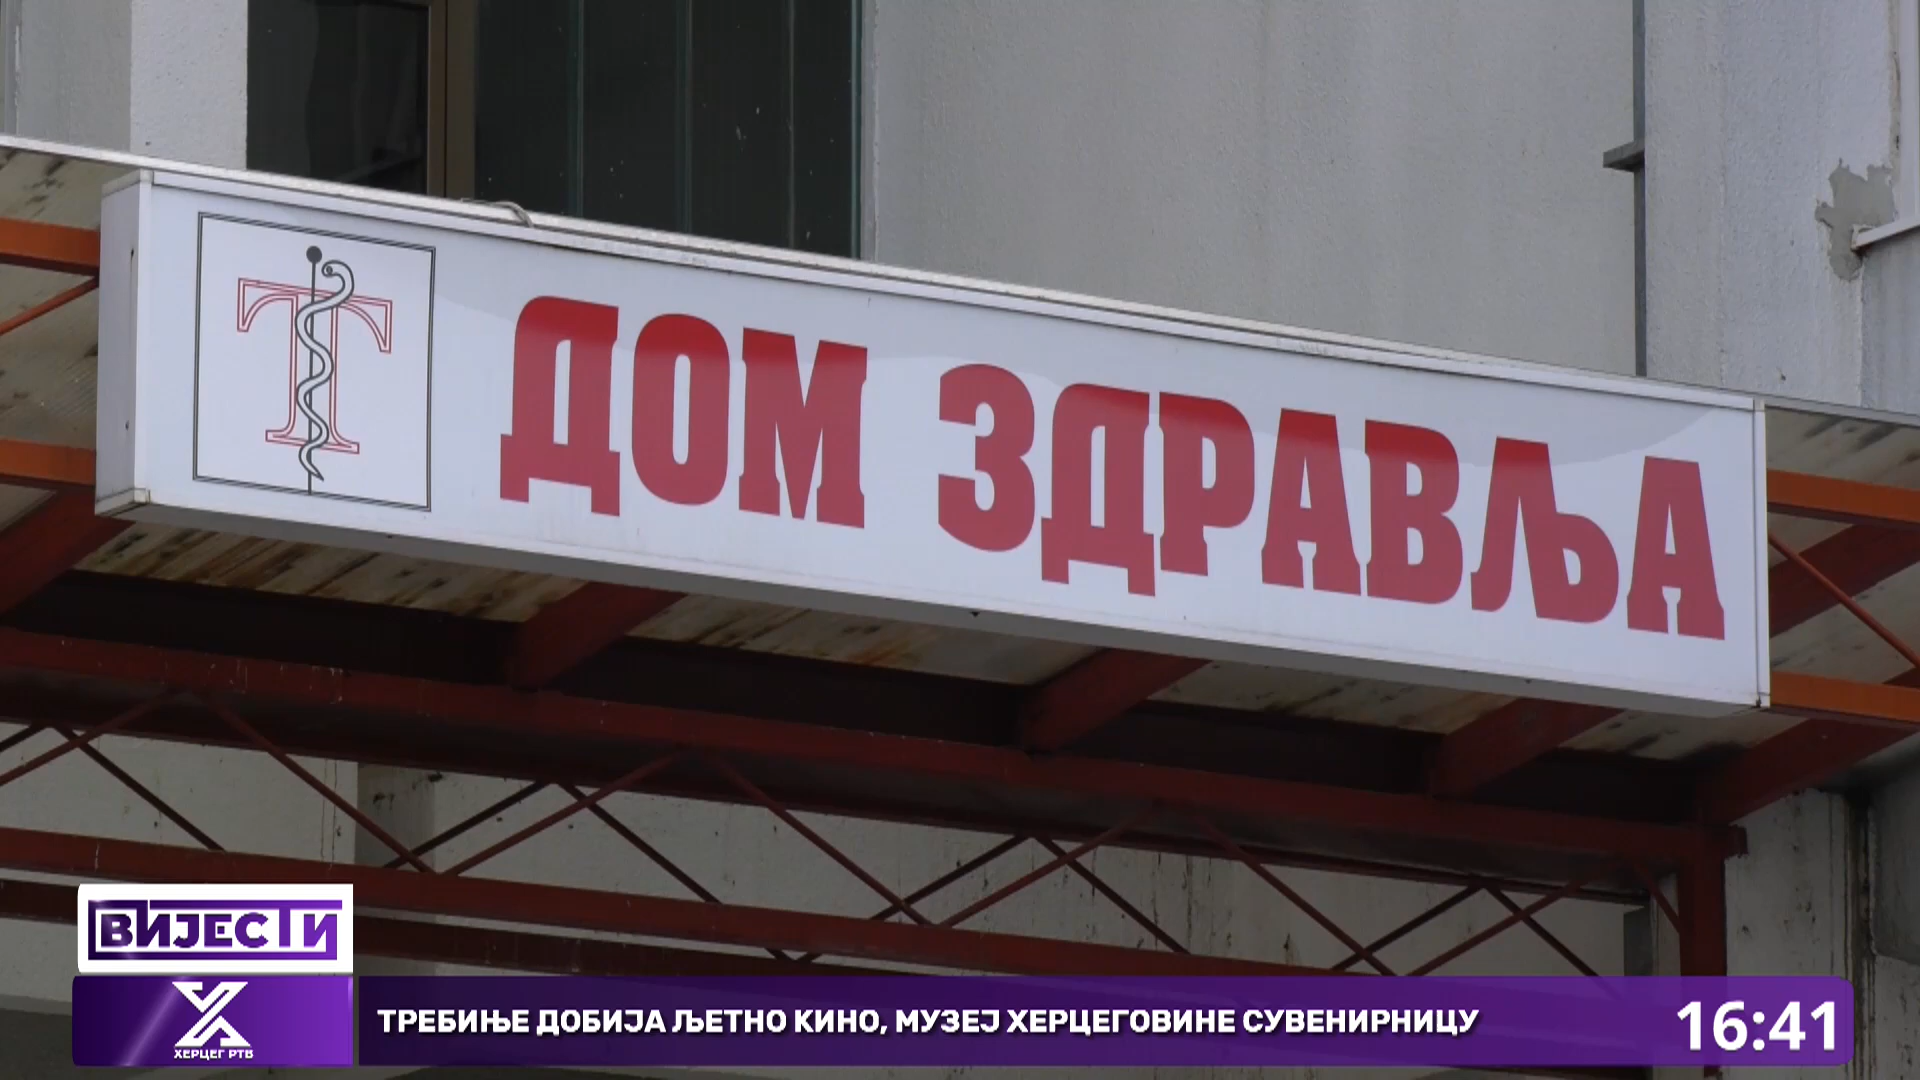 Т
ДОМ ЗДРАВЉА
ВИЈЕСТИ
ХЕРЦЕГ РТВ
ТРЕБИЊЕ ДОБИЈА ЉЕТНО КИНО, МУЗЕЈ ХЕРЦЕГОВИНЕ СУВЕНИРНИЦУ
16:41